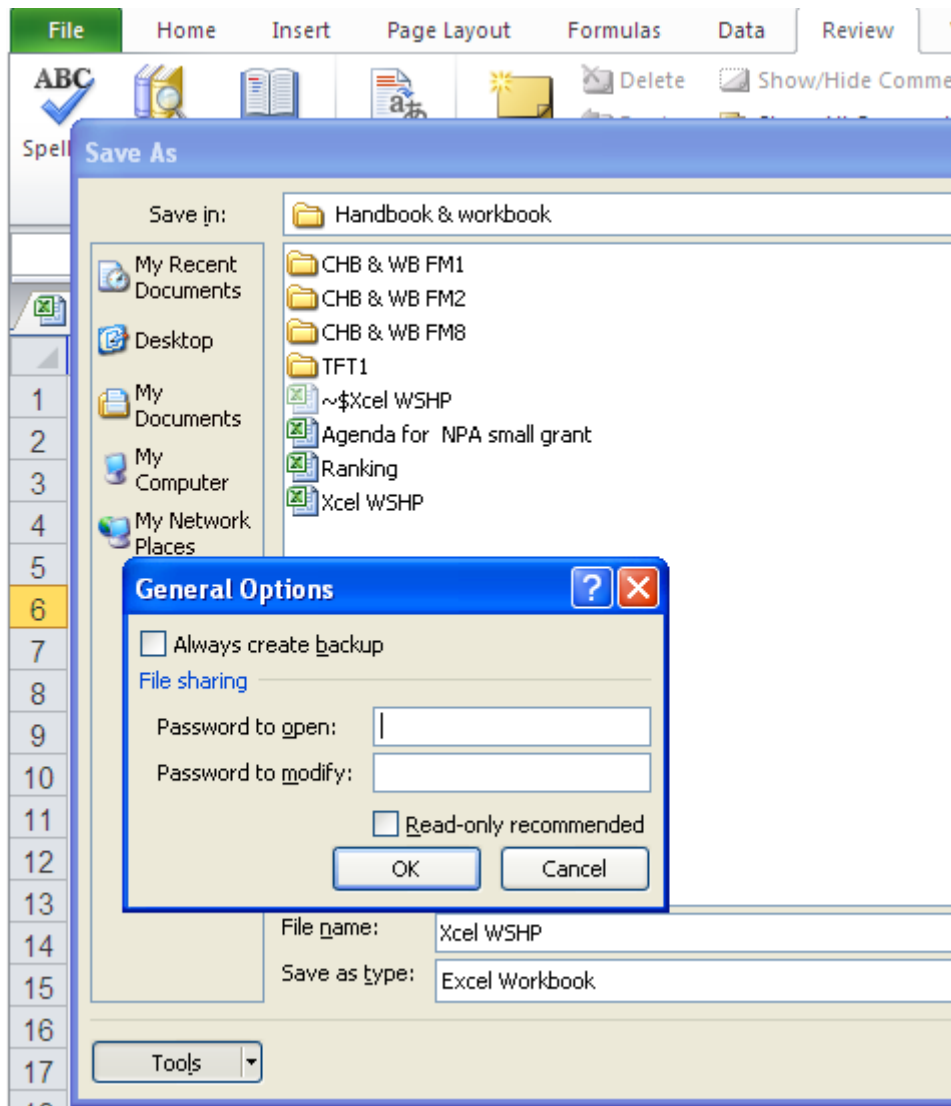 File Home Insert Page Layout Formulas Data Review
ABC Delete Show/Hide Comme
Spell
Save As
Save in: Handbook & workbook
My Recent
Documents
Desktop
My
Documents
My
Computer
My Network
Places
CHB & WB FM1
CHB & WB FM2
CHB & WB FM8
TFT1
~$Xcel WSHP
Agenda for  NPA small grant
Ranking
Xcel WSHP
General Options
Always create backup
File sharing
Password to open:
Password to modify:
Read-only recommended
OK Cancel
File name: Xcel WSHP
Save as type: Excel Workbook
Tools
1
2
3
4
5
6
7
8
9
10
11
12
13
14
15
16
17